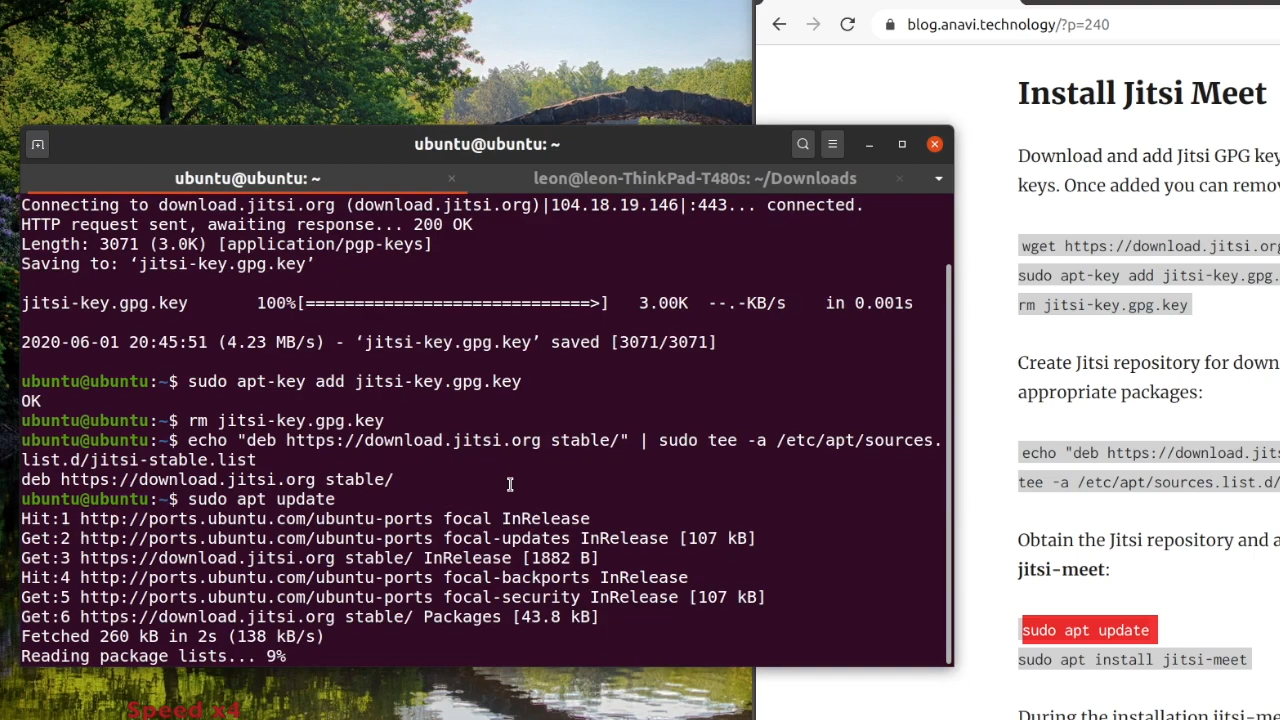 blog.anavi.technology/?p=240
Install Jitsi Meet
Download and add Jitsi GPG key
keys. Once added you can remov
wget https://download.jitsi.org
sudo apt-key add jitsi-key.gpg.
rm jitsi-key.gpg.key
Create Jitsi repository for down
appropriate packages:
echo "deb https://download.jits
tee -a /etc/apt/sources.list.d/
Obtain the Jitsi repository and a
jitsi-meet:
sudo apt update
sudo apt install jitsi-meet
During the installation jitsi-me
ubuntu@ubuntu: ~
ubuntu@ubuntu: ~
leon@leon-ThinkPad-T480s: ~/Downloads
Connecting to download.jitsi.org (download.jitsi.org)|104.18.19.146|:443... connected.
HTTP request sent, awaiting response... 200 OK
Length: 3071 (3.0K) [application/pgp-keys]
Saving to: ‘jitsi-key.gpg.key’
jitsi-key.gpg.key 100%[=============================>] 3.00K --.-KB/s in 0.001s
2020-06-01 20:45:51 (4.23 MB/s) - ‘jitsi-key.gpg.key’ saved [3071/3071]
ubuntu@ubuntu:~$ sudo apt-key add jitsi-key.gpg.key
OK
ubuntu@ubuntu:~$ rm jitsi-key.gpg.key
ubuntu@ubuntu:~$ echo "deb https://download.jitsi.org stable/" | sudo tee -a /etc/apt/sources.
list.d/jitsi-stable.list
deb https://download.jitsi.org stable/
ubuntu@ubuntu:~$ sudo apt update
Hit:1 http://ports.ubuntu.com/ubuntu-ports focal InRelease
Get:2 http://ports.ubuntu.com/ubuntu-ports focal-updates InRelease [107 kB]
Get:3 https://download.jitsi.org stable/ InRelease [1882 B]
Hit:4 http://ports.ubuntu.com/ubuntu-ports focal-backports InRelease
Get:5 http://ports.ubuntu.com/ubuntu-ports focal-security InRelease [107 kB]
Get:6 https://download.jitsi.org stable/ Packages [43.8 kB]
Fetched 260 kB in 2s (138 kB/s)
Reading package lists... 9%
Speed x4